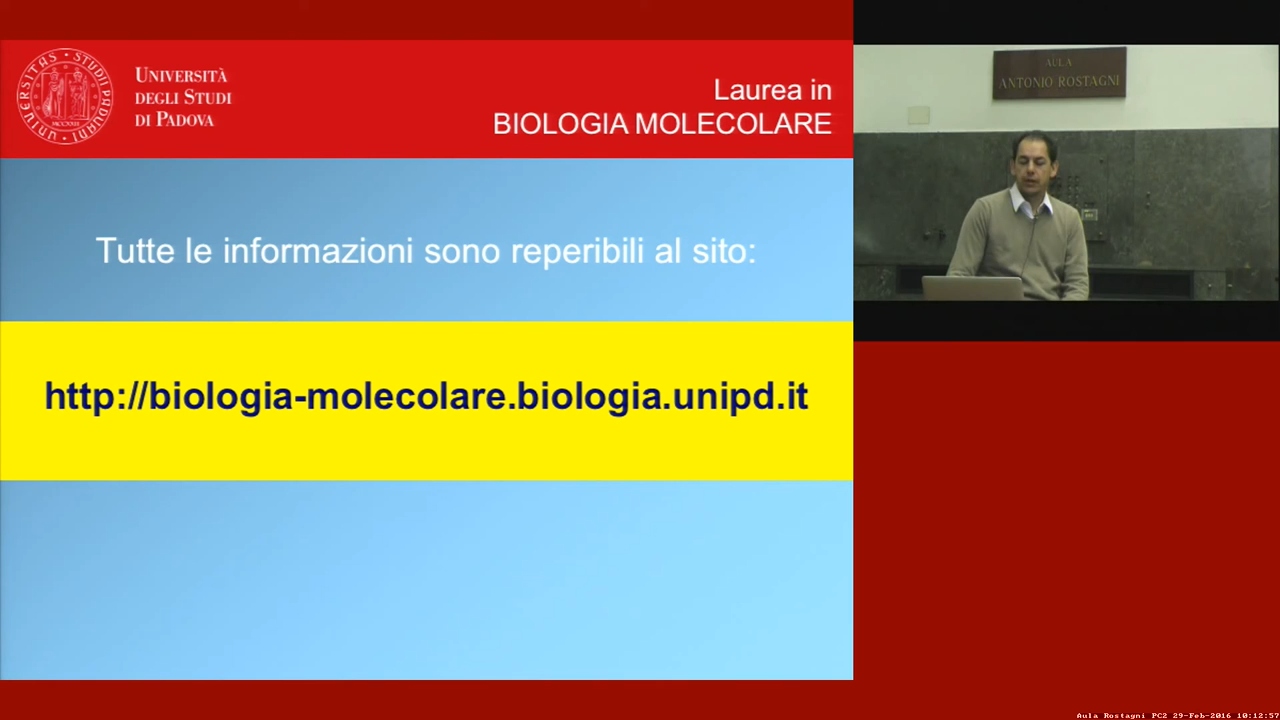 UNIVERSITÀ
DEGLI STUDI
DI PADOVA
Laurea in
BIOLOGIA MOLECOLARE
Tutte le informazioni sono reperibili al sito:
http://biologia-molecolare.biologia.unipd.it
AULA
ANTONIO ROSTAGNI
Aula Rostagni PC2 29-Feb-2016 10:12:57